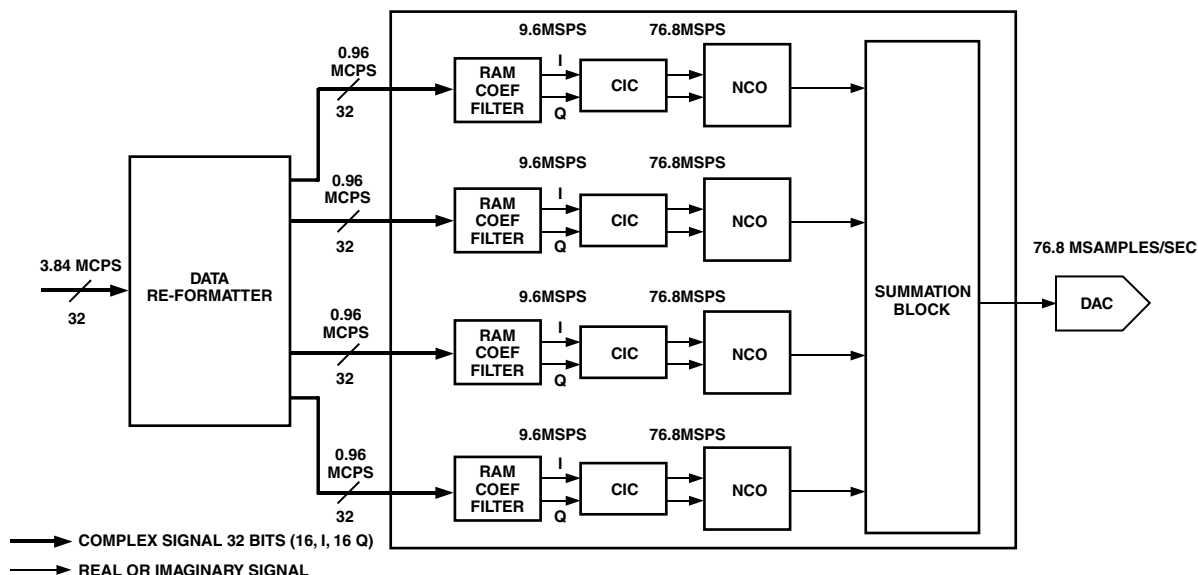 9.6MSPS 76.8MSPS
0.96
MCPS
32
RAM
COEF
FILTER
I
Q
CIC
NCO
9.6MSPS 76.8MSPS
0.96
MCPS
32
RAM
COEF
FILTER
I
Q
CIC
NCO
3.84 MCPS
32
DATA
RE-FORMATTER
9.6MSPS 76.8MSPS
0.96
MCPS
32
RAM
COEF
FILTER
I
Q
CIC
NCO
9.6MSPS 76.8MSPS
0.96
MCPS
32
RAM
COEF
FILTER
I
Q
CIC
NCO
SUMMATION
BLOCK
76.8 MSAMPLES/SEC
DAC
COMPLEX SIGNAL 32 BITS (16, I, 16 Q)
REAL OR IMAGINARY SIGNAL